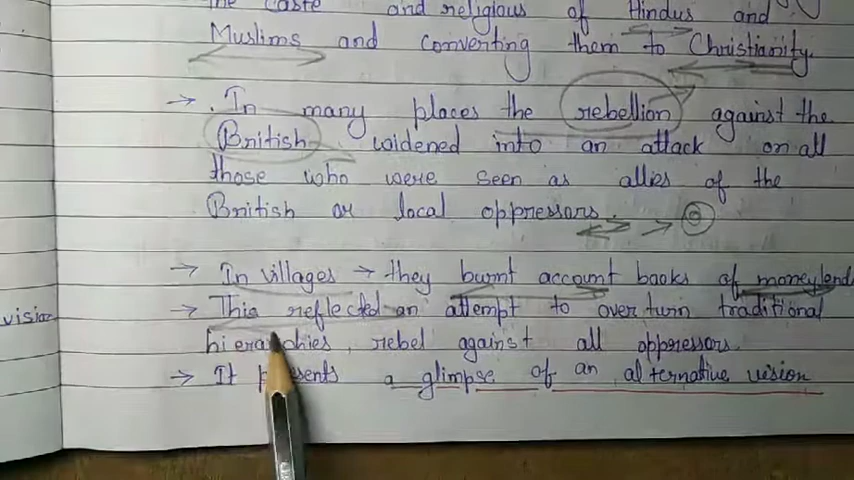 the caste and religious of Hindus and
Muslims and converting them to Christianity.
→ . In many places the rebellion against the
British widened into an attack on all
those who were seen as allies of the
British or local oppressors.
→ In villages → they burnt account books of moneylend
→ This reflected an attempt to overturn traditional
hierarchies, rebel against all oppressors.
→ It presents a glimpse of an alternative vision
vision